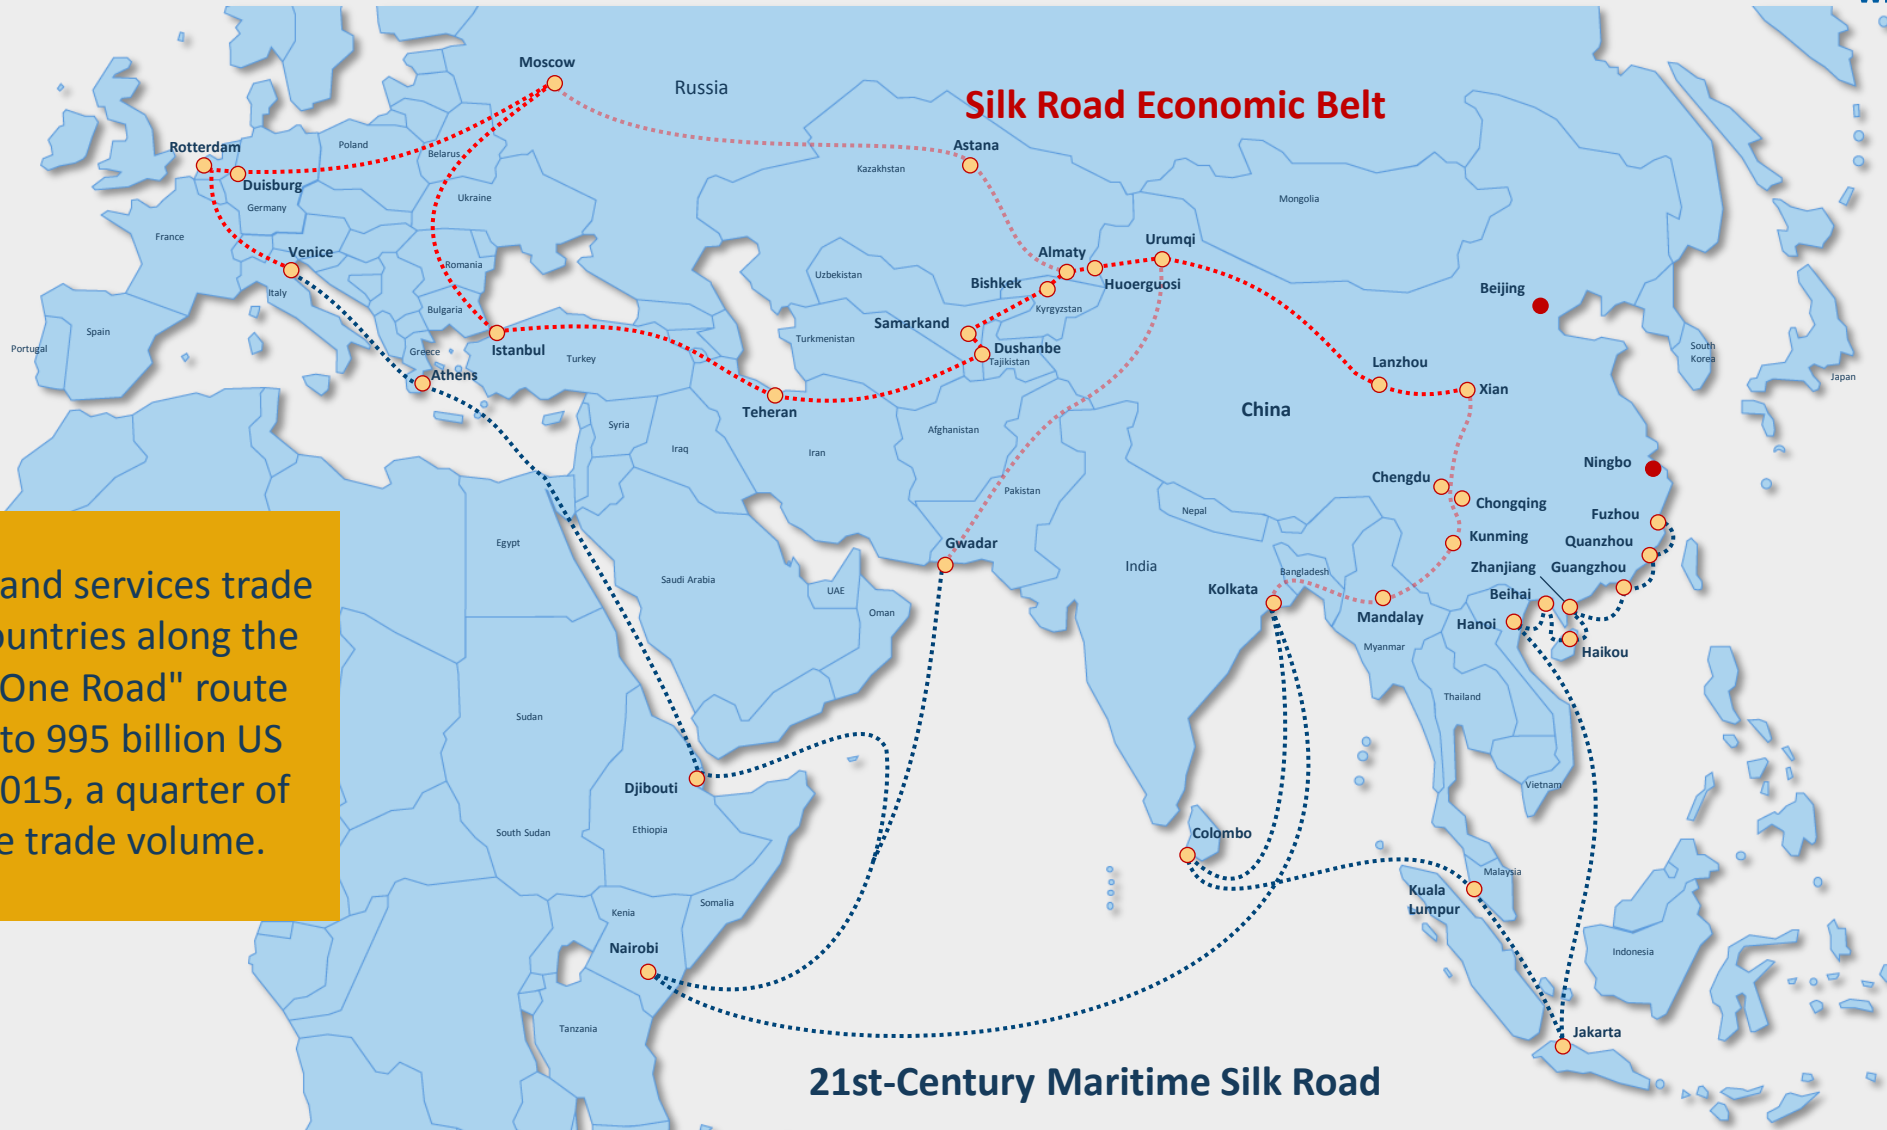 Moscow
Russia
Silk Road Economic Belt
Rotterdam
Poland
Belarus
Astana
Kazakhstan
Duisburg
Germany
Ukraine
Mongolia
France
Venice
Romania
Almaty
Urumqi
Uzbekistan
Bishkek
Huoerguosi
Beijing
Italy
Bulgaria
Kyrgyzstan
Spain
Samarkand
Turkmenistan
Portugal
Greece
Istanbul
Turkey
Dushanbe
Tajikistan
South
Korea
Lanzhou
Japan
Athens
Xian
Teheran
China
Syria
Afghanistan
Iraq
Iran
Ningbo
Chengdu
Pakistan
Chongqing
Nepal
Fuzhou
Egypt
Gwadar
Kunming
Quanzhou
India
Bangladesh
Zhanjiang
Guangzhou
Saudi Arabia
UAE
Kolkata
Beihai
Oman
Mandalay
Hanoi
Myanmar
Haikou
and services trade
ountries along the
One Road" route
to 995 billion US
015, a quarter of
e trade volume.
Thailand
Sudan
Djibouti
Vietnam
South Sudan
Ethiopia
Colombo
Malaysia
Kuala
Lumpur
Kenia
Somalia
Nairobi
Indonesia
Tanzania
Jakarta
21st-Century Maritime Silk Road